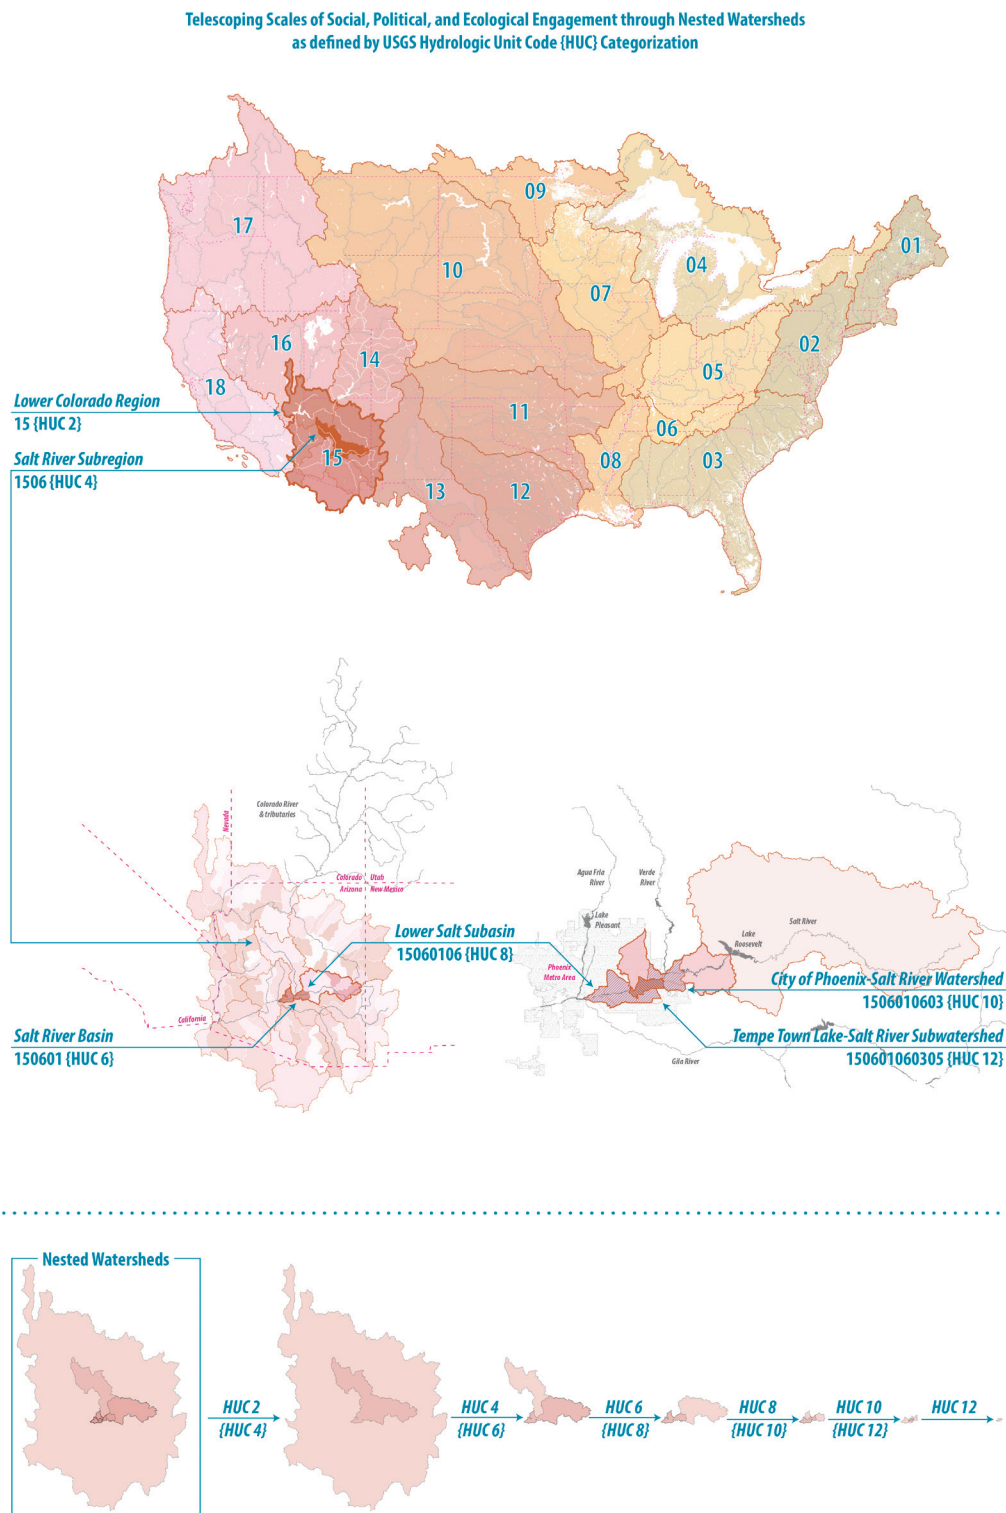 Telescoping Scales of Social, Political, and Ecological Engagement through Nested Watersheds
as defined by USGS Hydrologic Unit Code {HUC} Categorization
09
17
01
10
04
07
02
16
14
05
18
11
06
15
08
03
13
12
Lower Colorado Region
15 {HUC 2}
Salt River Subregion
1506 {HUC 4}
Colorado River
& tributaries
Nevada
Colorado
Utah
Arizona
New Mexico
California
Lower Salt Subasin
15060106 {HUC 8}
Salt River Basin
150601 {HUC 6}
Agua Fria
River
Verde
River
Lake
Pleasant
Salt River
Lake
Roosevelt
Phoenix
Metro Area
City of Phoenix-Salt River Watershed
1506010603 {HUC 10}
Tempe Town Lake-Salt River Subwatershed
150601060305 {HUC 12}
Gila River
Nested Watersheds
HUC 2
{HUC 4}
HUC 4
{HUC 6}
HUC 6
{HUC 8}
HUC 8
{HUC 10}
HUC 10
{HUC 12}
HUC 12